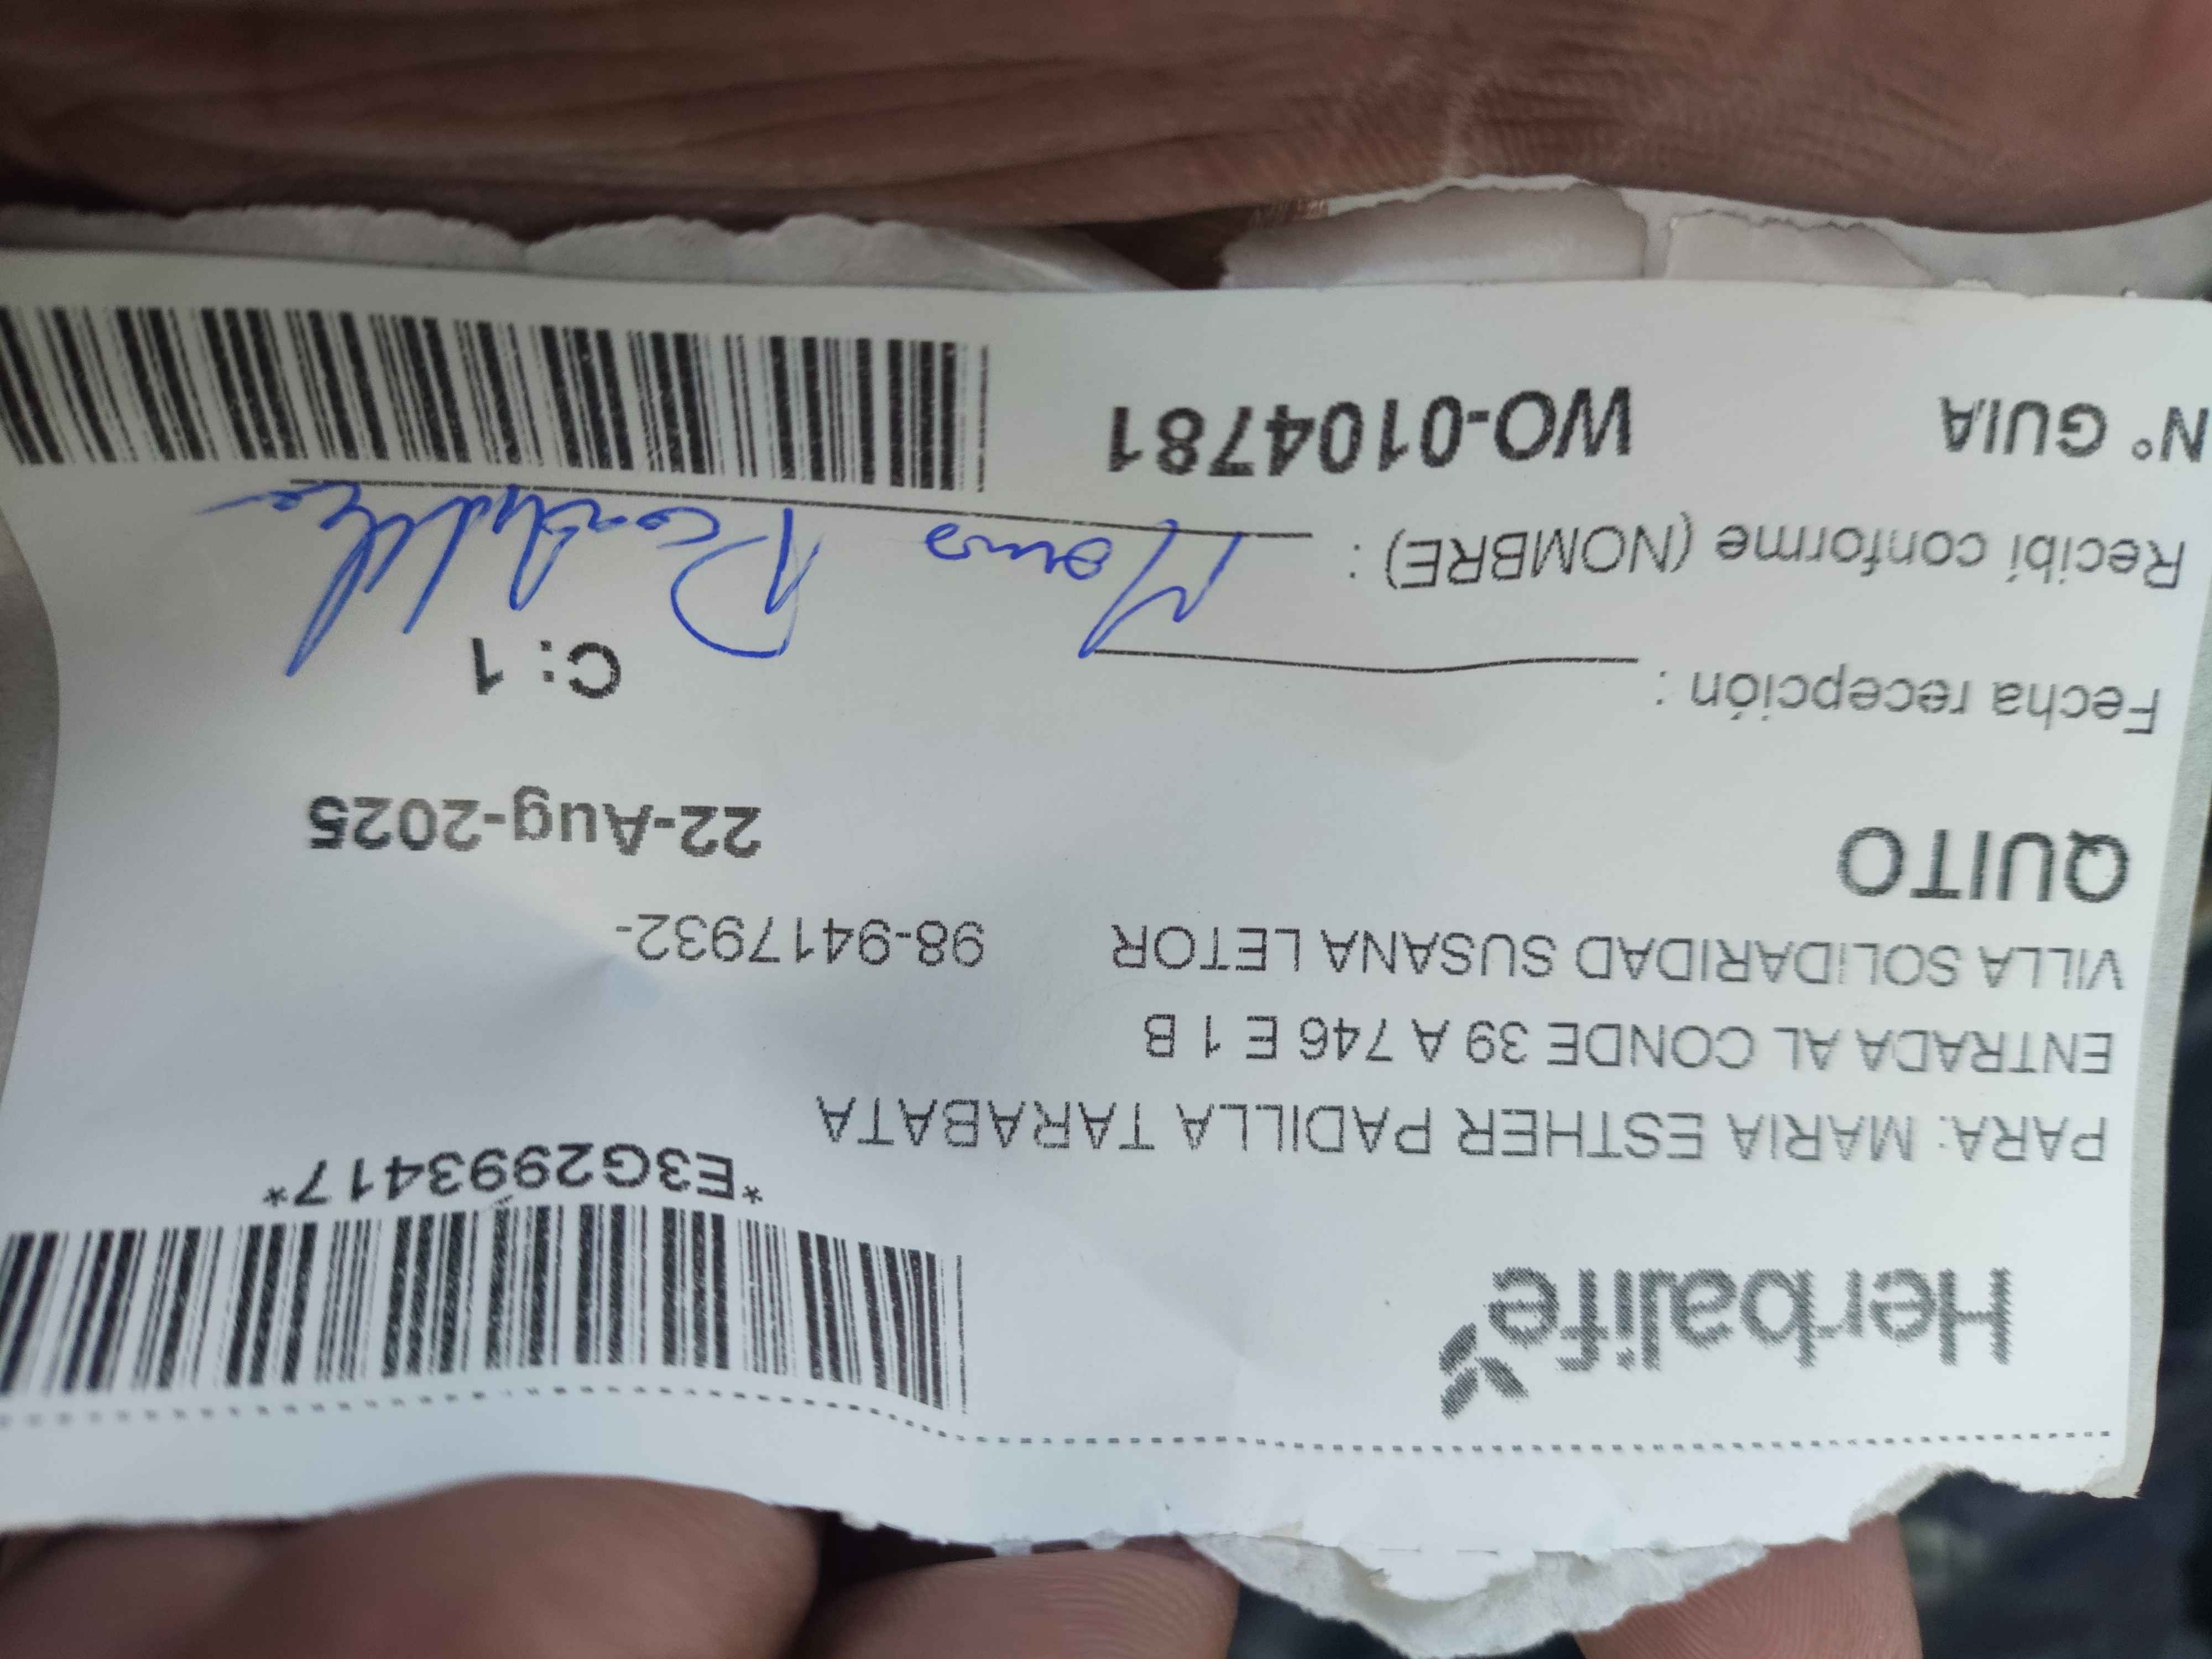 Herbalife
*E3G2993417*
PARA: MARIA ESTHER PADILLA TARABATA
ENTRADA AL CONDE 39 A 746 E 1 B
VILLA SOLIDARIDAD SUSANA LETOR 98-9417932-
QUITO 22-Aug-2025
Fecha recepción : C: 1
Recibí conforme (NOMBRE) :
N° GUIA WO-0104781